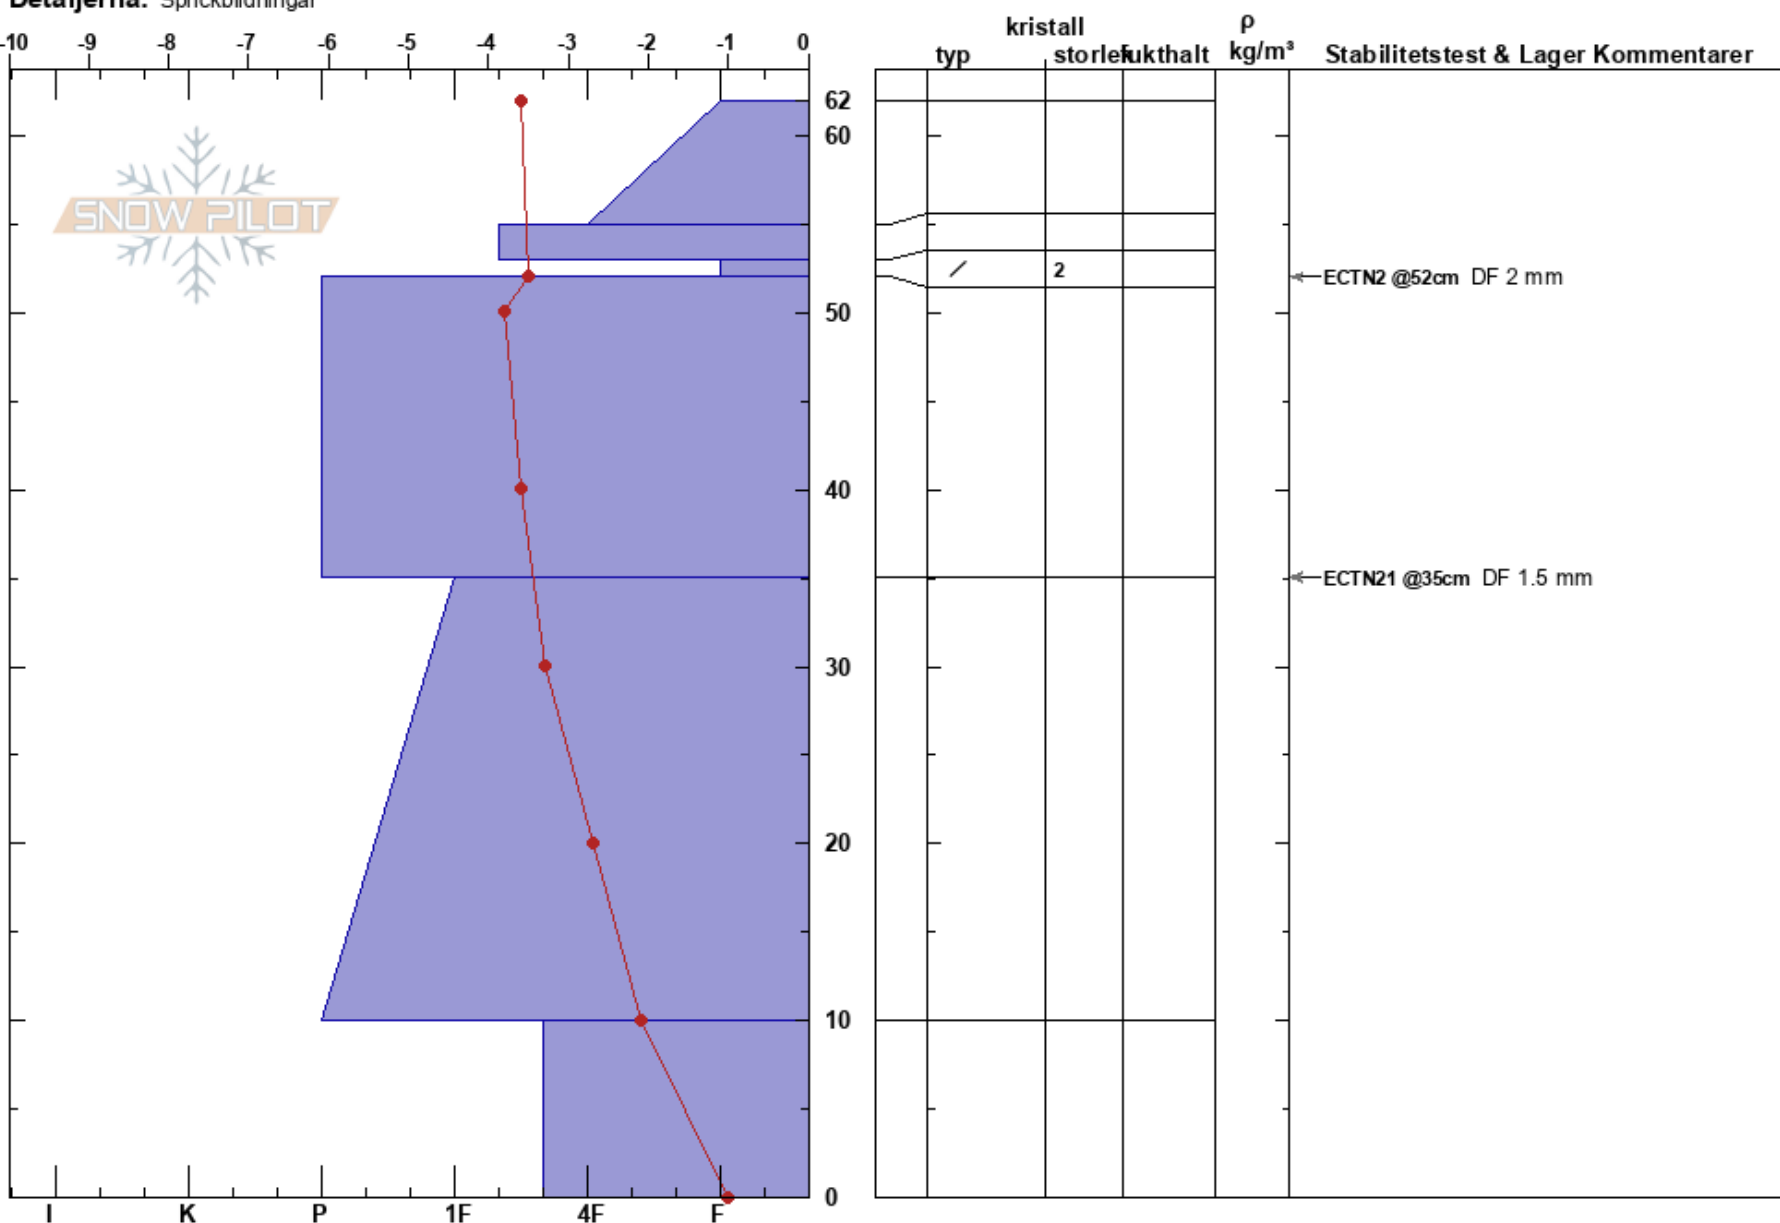 Detaljerna: Sprickbildningar
kristall
ρ
-10 -9 -8 -7 -6 -5 -4 -3 -2 -1 0
typ storlek fukthalt kg/m³ Stabilitetstest & Lager Kommentarer
62
60
SNOW PILOT
2
ECTN2 @52cm DF 2 mm
50
40
ECTN21 @35cm DF 1.5 mm
30
20
10
0
I K P 1F 4F F